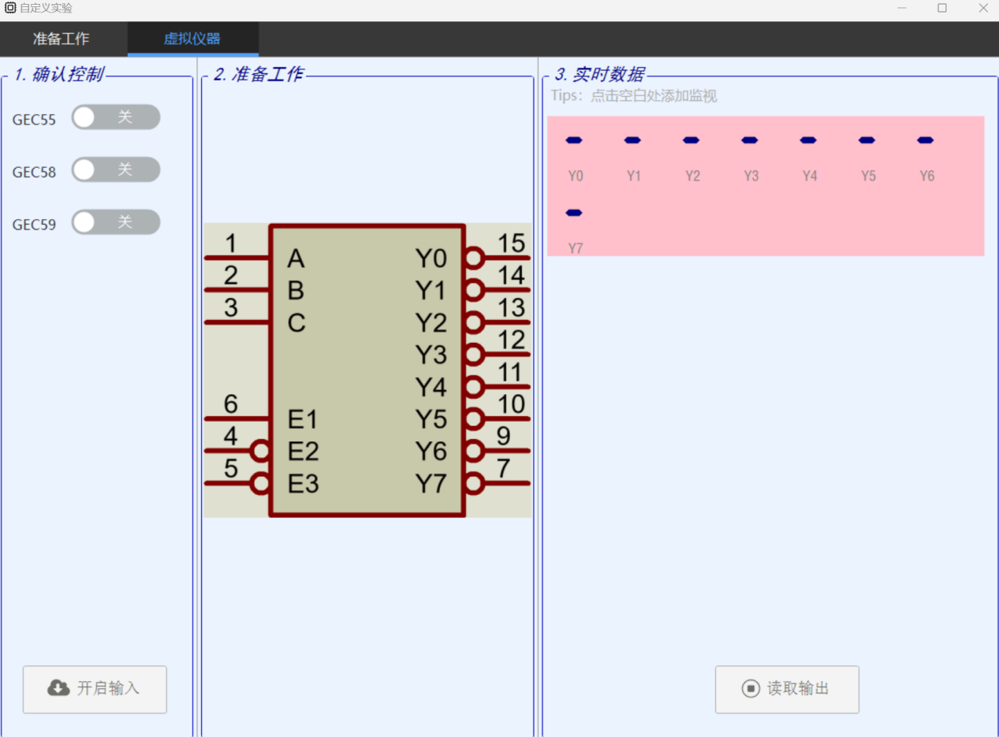 自定义实验
准备工作 虚拟仪器
1. 确认控制
GEC55 关
GEC58 关
GEC59 关
开启输入
2. 准备工作
1 A Y0 15
2 B Y1 14
3 C Y2 13
Y3 12
Y4 11
6 E1 Y5 10
4 E2 Y6 9
5 E3 Y7 7
3. 实时数据
Tips：点击空白处添加监视
Y0 Y1 Y2 Y3 Y4 Y5 Y6
Y7
读取输出